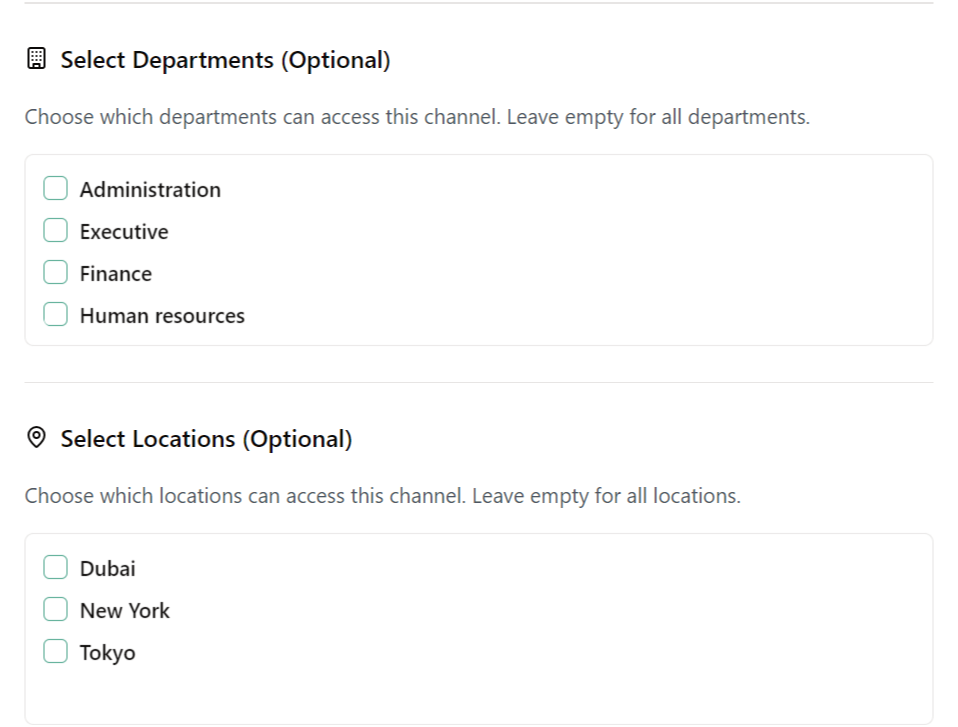 Select Departments (Optional)
Choose which departments can access this channel. Leave empty for all departments.
Administration
Executive
Finance
Human resources
Select Locations (Optional)
Choose which locations can access this channel. Leave empty for all locations.
Dubai
New York
Tokyo